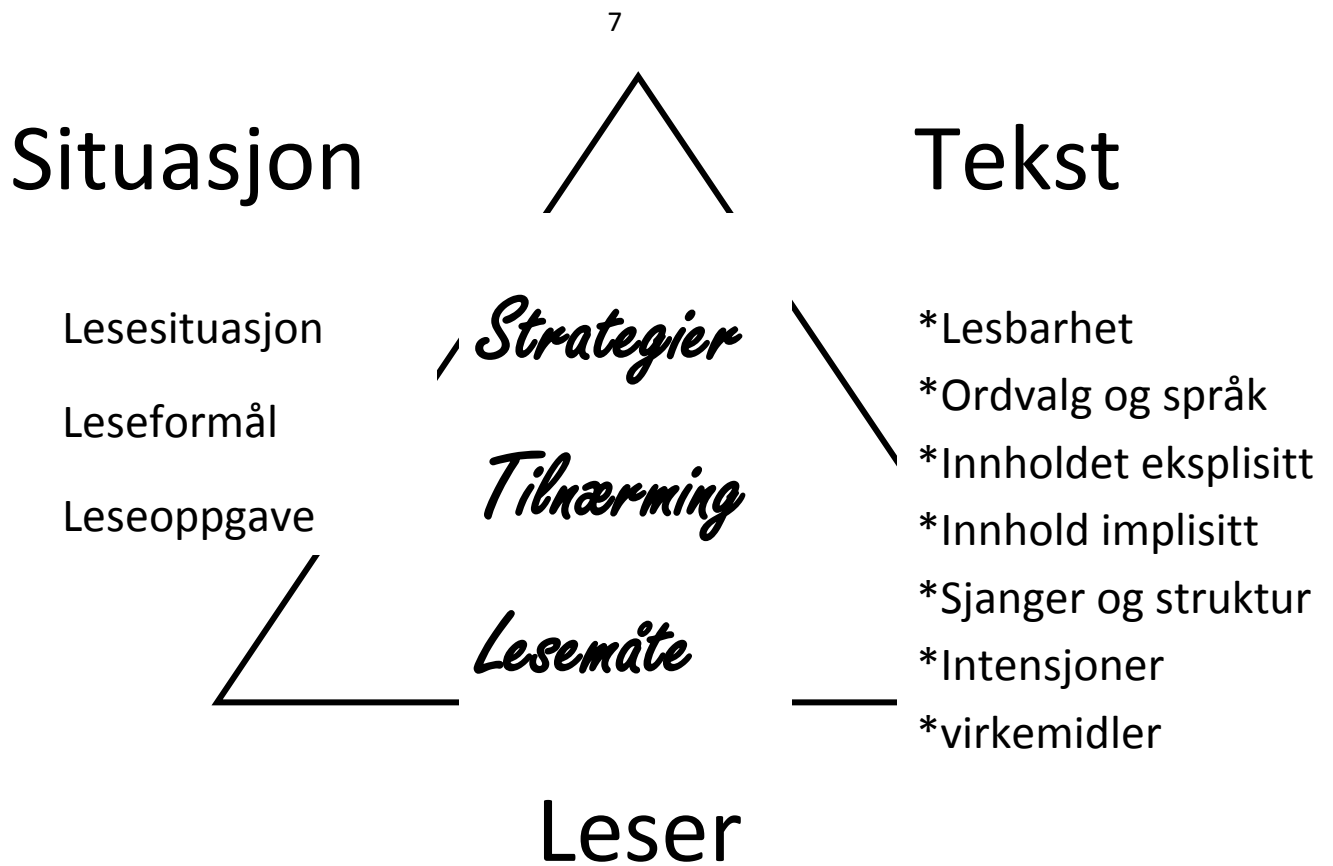 7
Situasjon
Tekst
Lesesituasjon
Leseformål
Leseoppgave
Strategier
Tilnærming
Lesemåte
*Lesbarhet
*Ordvalg og språk
*Innholdet eksplisitt
*Innhold implisitt
*Sjanger og struktur
*Intensjoner
*virkemidler
Leser